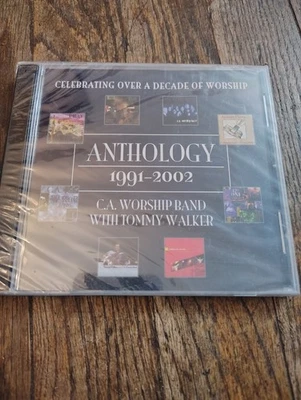 CELEBRATING OVER A DECADE OF WORSHIP
ANTHOLOGY
1991–2002
C.A. WORSHIP BAND
WITH TOMMY WALKER